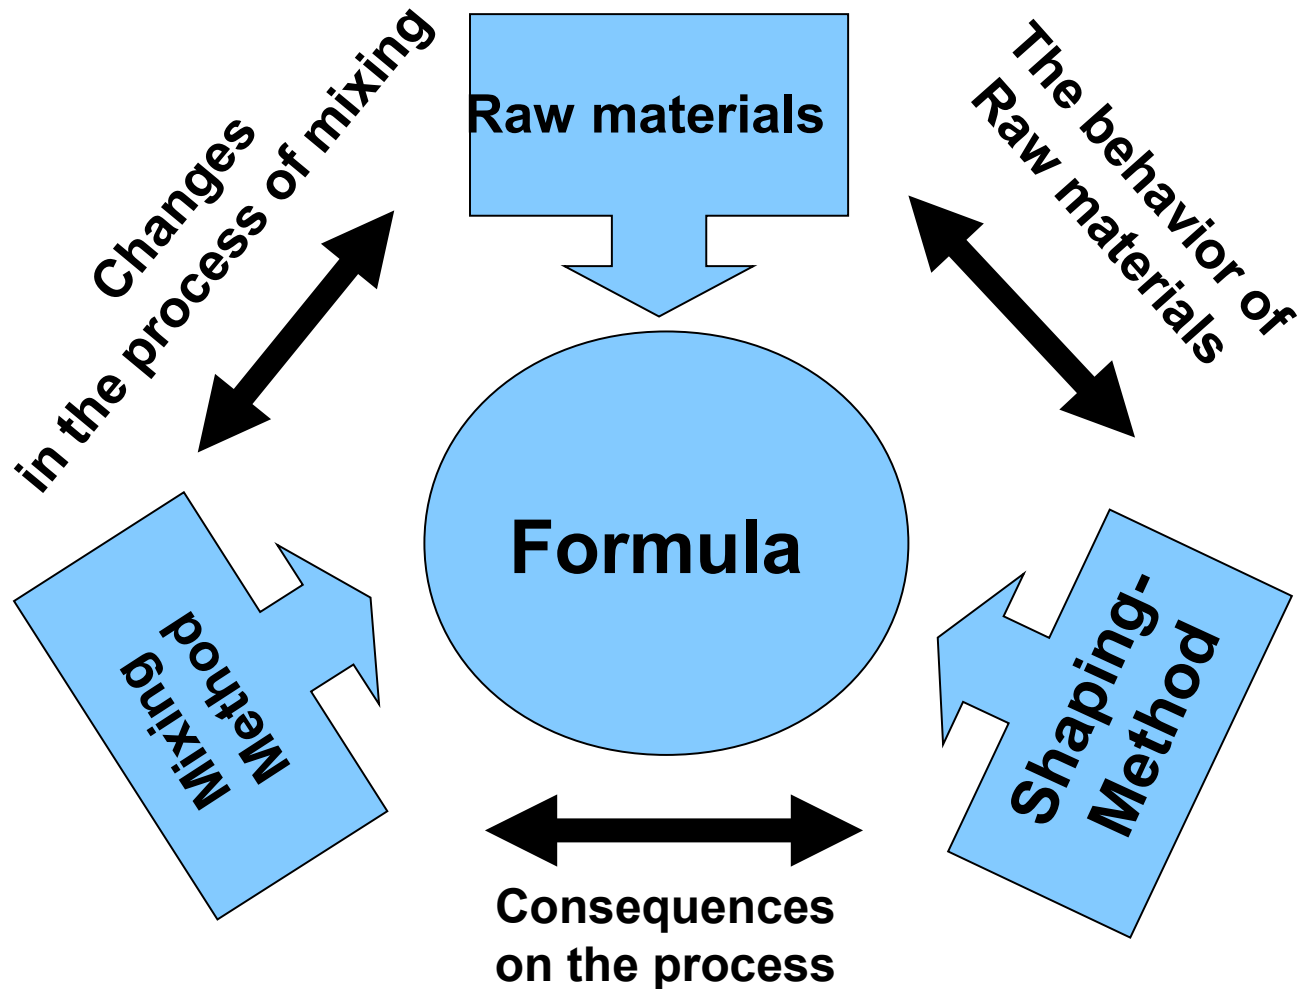 Raw materials
Changes
in the process of mixing
The behavior of
Raw materials
Formula
Mixing
Method
Shaping-
Method
Consequences
on the process